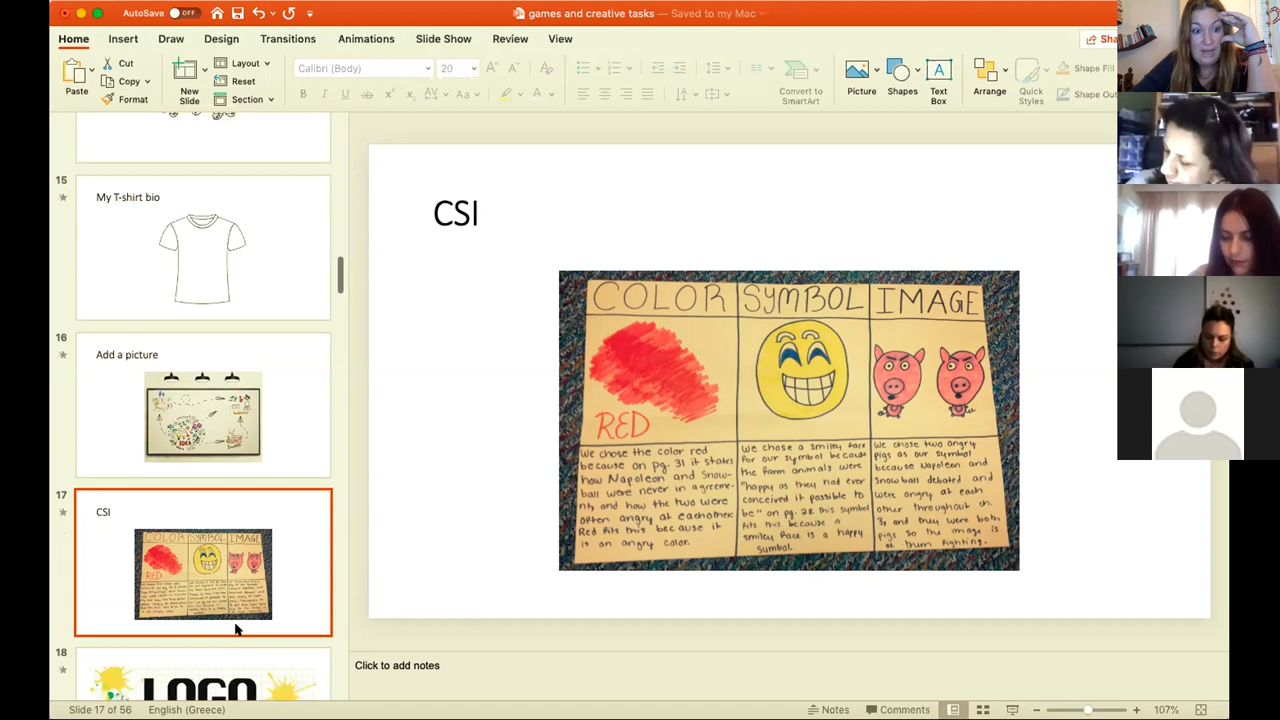 AutoSave OFF
games and creative tasks — Saved to my Mac
Home Insert Draw Design Transitions Animations Slide Show Review View
Paste
Cut
Copy
Format
New Slide
Layout
Reset
Section
Calibri (Body) 20
Convert to SmartArt
Picture
Shapes
Text Box
Arrange
Quick Styles
Shape Fill
15
My T-shirt bio
16
Add a picture
17
CSI
18
LOGO
CSI
COLOR SYMBOL IMAGE
RED
We chose the color red
because on pg. 31 it states
how Napoleon and Snow-
ball were never in agreeme-
nt, and how the two were
often angry at eachother.
Red fits this because it
is an angry color.
We chose a smiley face
for our symbol because
the farm animals were
"happy as they had ever
conceived it possible to
be" on pg. 28. this symbol
fits this because a
smiley face is a happy
symbol.
We chose two angry
pigs as our symbol
because Napoleon and
Snowball debated and
were angry at each
other throughout ch.
3, and they were both
pigs so the image is
of them fighting.
Click to add notes
Slide 17 of 56 English (Greece)
Notes Comments 107%